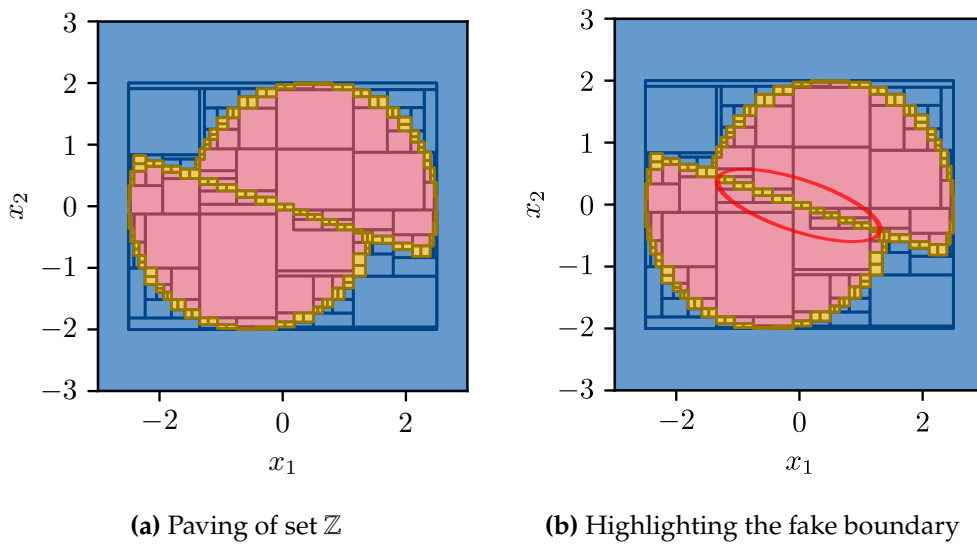 3
2
1
0
−1
−2
−3
x₂
−2 0 2
x₁
(a) Paving of set ℤ
3
2
1
0
−1
−2
−3
x₂
−2 0 2
x₁
(b) Highlighting the fake boundary